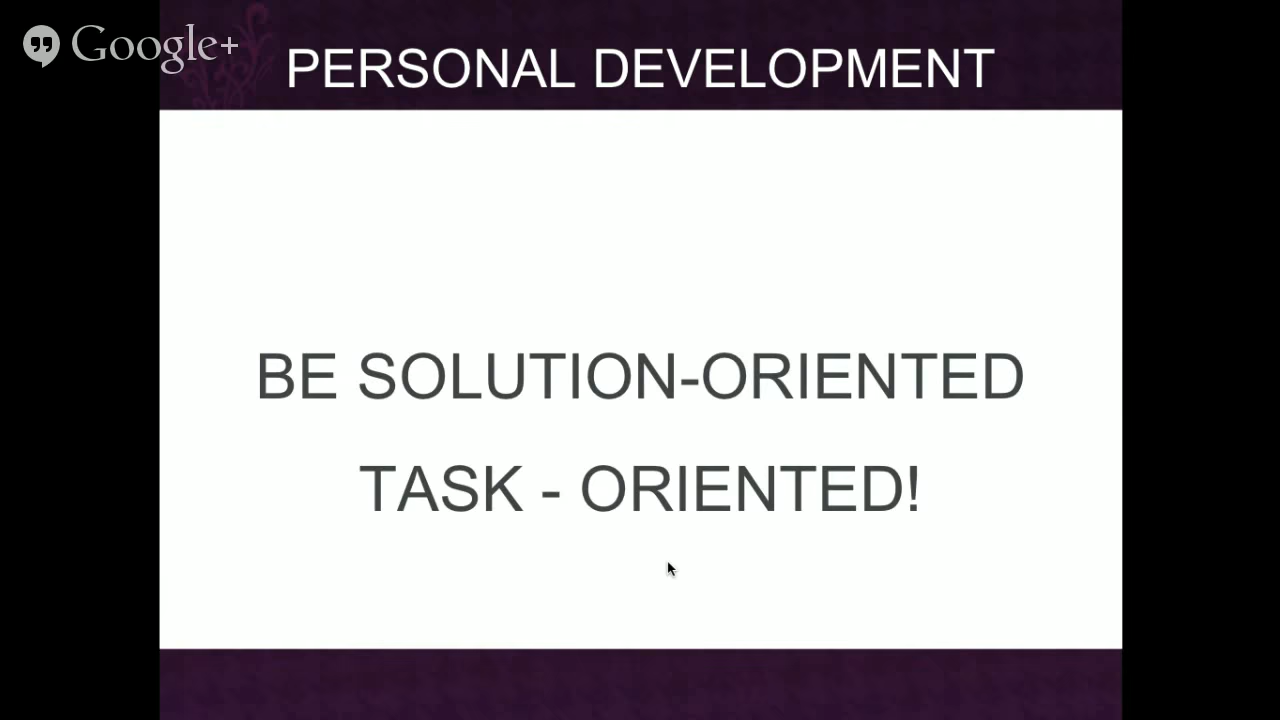 Google+
PERSONAL DEVELOPMENT
BE SOLUTION-ORIENTED
TASK - ORIENTED!